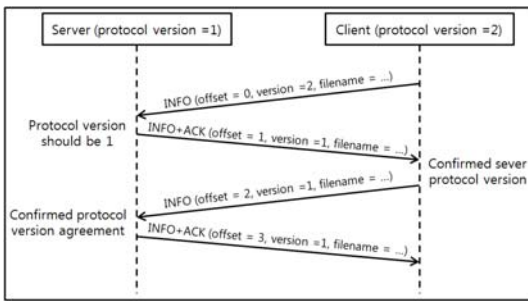 Server (protocol version =1)
Client (protocol version =2)
INFO (offset = 0, version =2, filename = ...)
Protocol version
should be 1
INFO+ACK (offset = 1, version =1, filename = ...)
Confirmed sever
protocol version
INFO (offset = 2, version =1, filename = ...)
Confirmed protocol
version agreement
INFO+ACK (offset = 3, version =1, filename = ...)